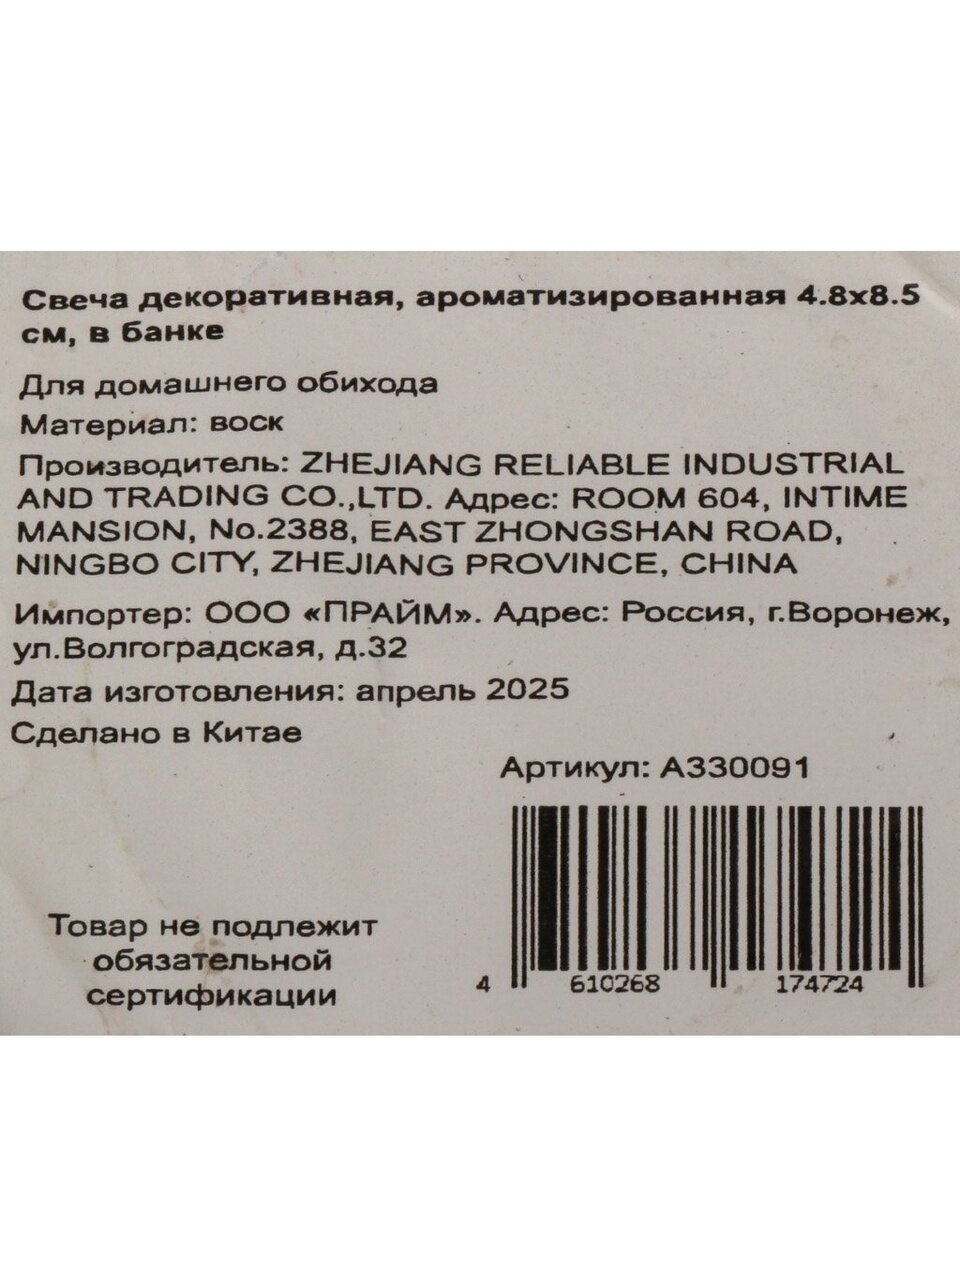 Свеча декоративная, ароматизированная 4.8х8.5
см, в банке
Для домашнего обихода
Материал: воск
Производитель: ZHEJIANG RELIABLE INDUSTRIAL
AND TRADING CO.,LTD. Адрес: ROOM 604, INTIME
MANSION, No.2388, EAST ZHONGSHAN ROAD,
NINGBO CITY, ZHEJIANG PROVINCE, CHINA
Импортер: ООО «ПРАЙМ». Адрес: Россия, г.Воронеж,
ул.Волгоградская, д.32
Дата изготовления: апрель 2025
Сделано в Китае
Артикул: А330091
Товар не подлежит
обязательной
сертификации
4 610268 174724